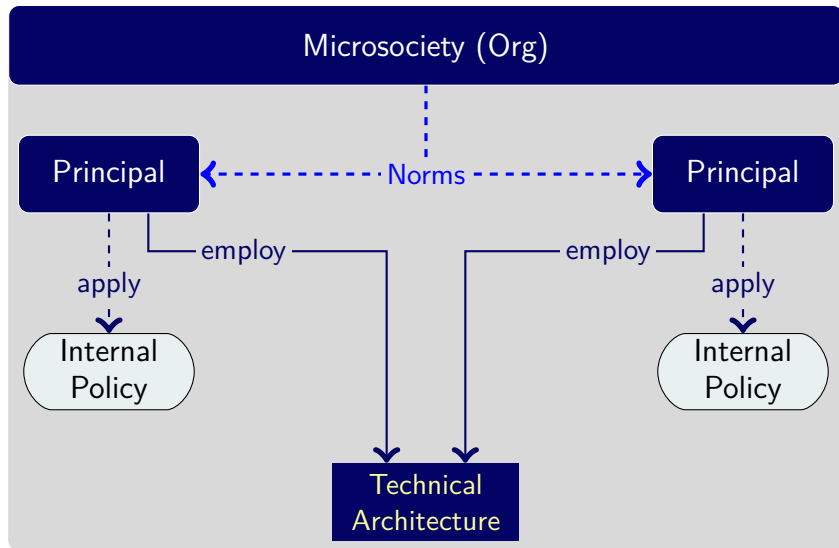 Microsociety (Org)
Principal
Norms
Principal
employ
employ
apply
apply
Internal
Policy
Internal
Policy
Technical
Architecture